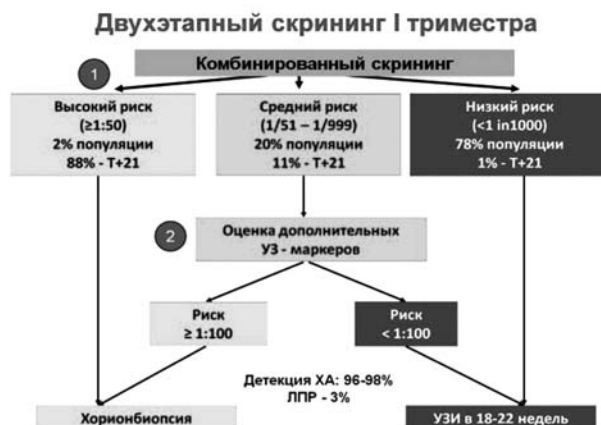 Двухэтапный скрининг I триместра
1
Комбинированный скрининг
Высокий риск
(≥1:50)
2% популяции
88% - Т+21
Средний риск
(1/51 – 1/999)
20% популяции
11% - Т+21
Низкий риск
(<1 in1000)
78% популяции
1% - Т+21
2
Оценка дополнительных
УЗ - маркеров
Риск
≥ 1:100
Риск
< 1:100
Детекция ХА: 96-98%
ЛПР - 3%
Хорионбиопсия
УЗИ в 18-22 недель